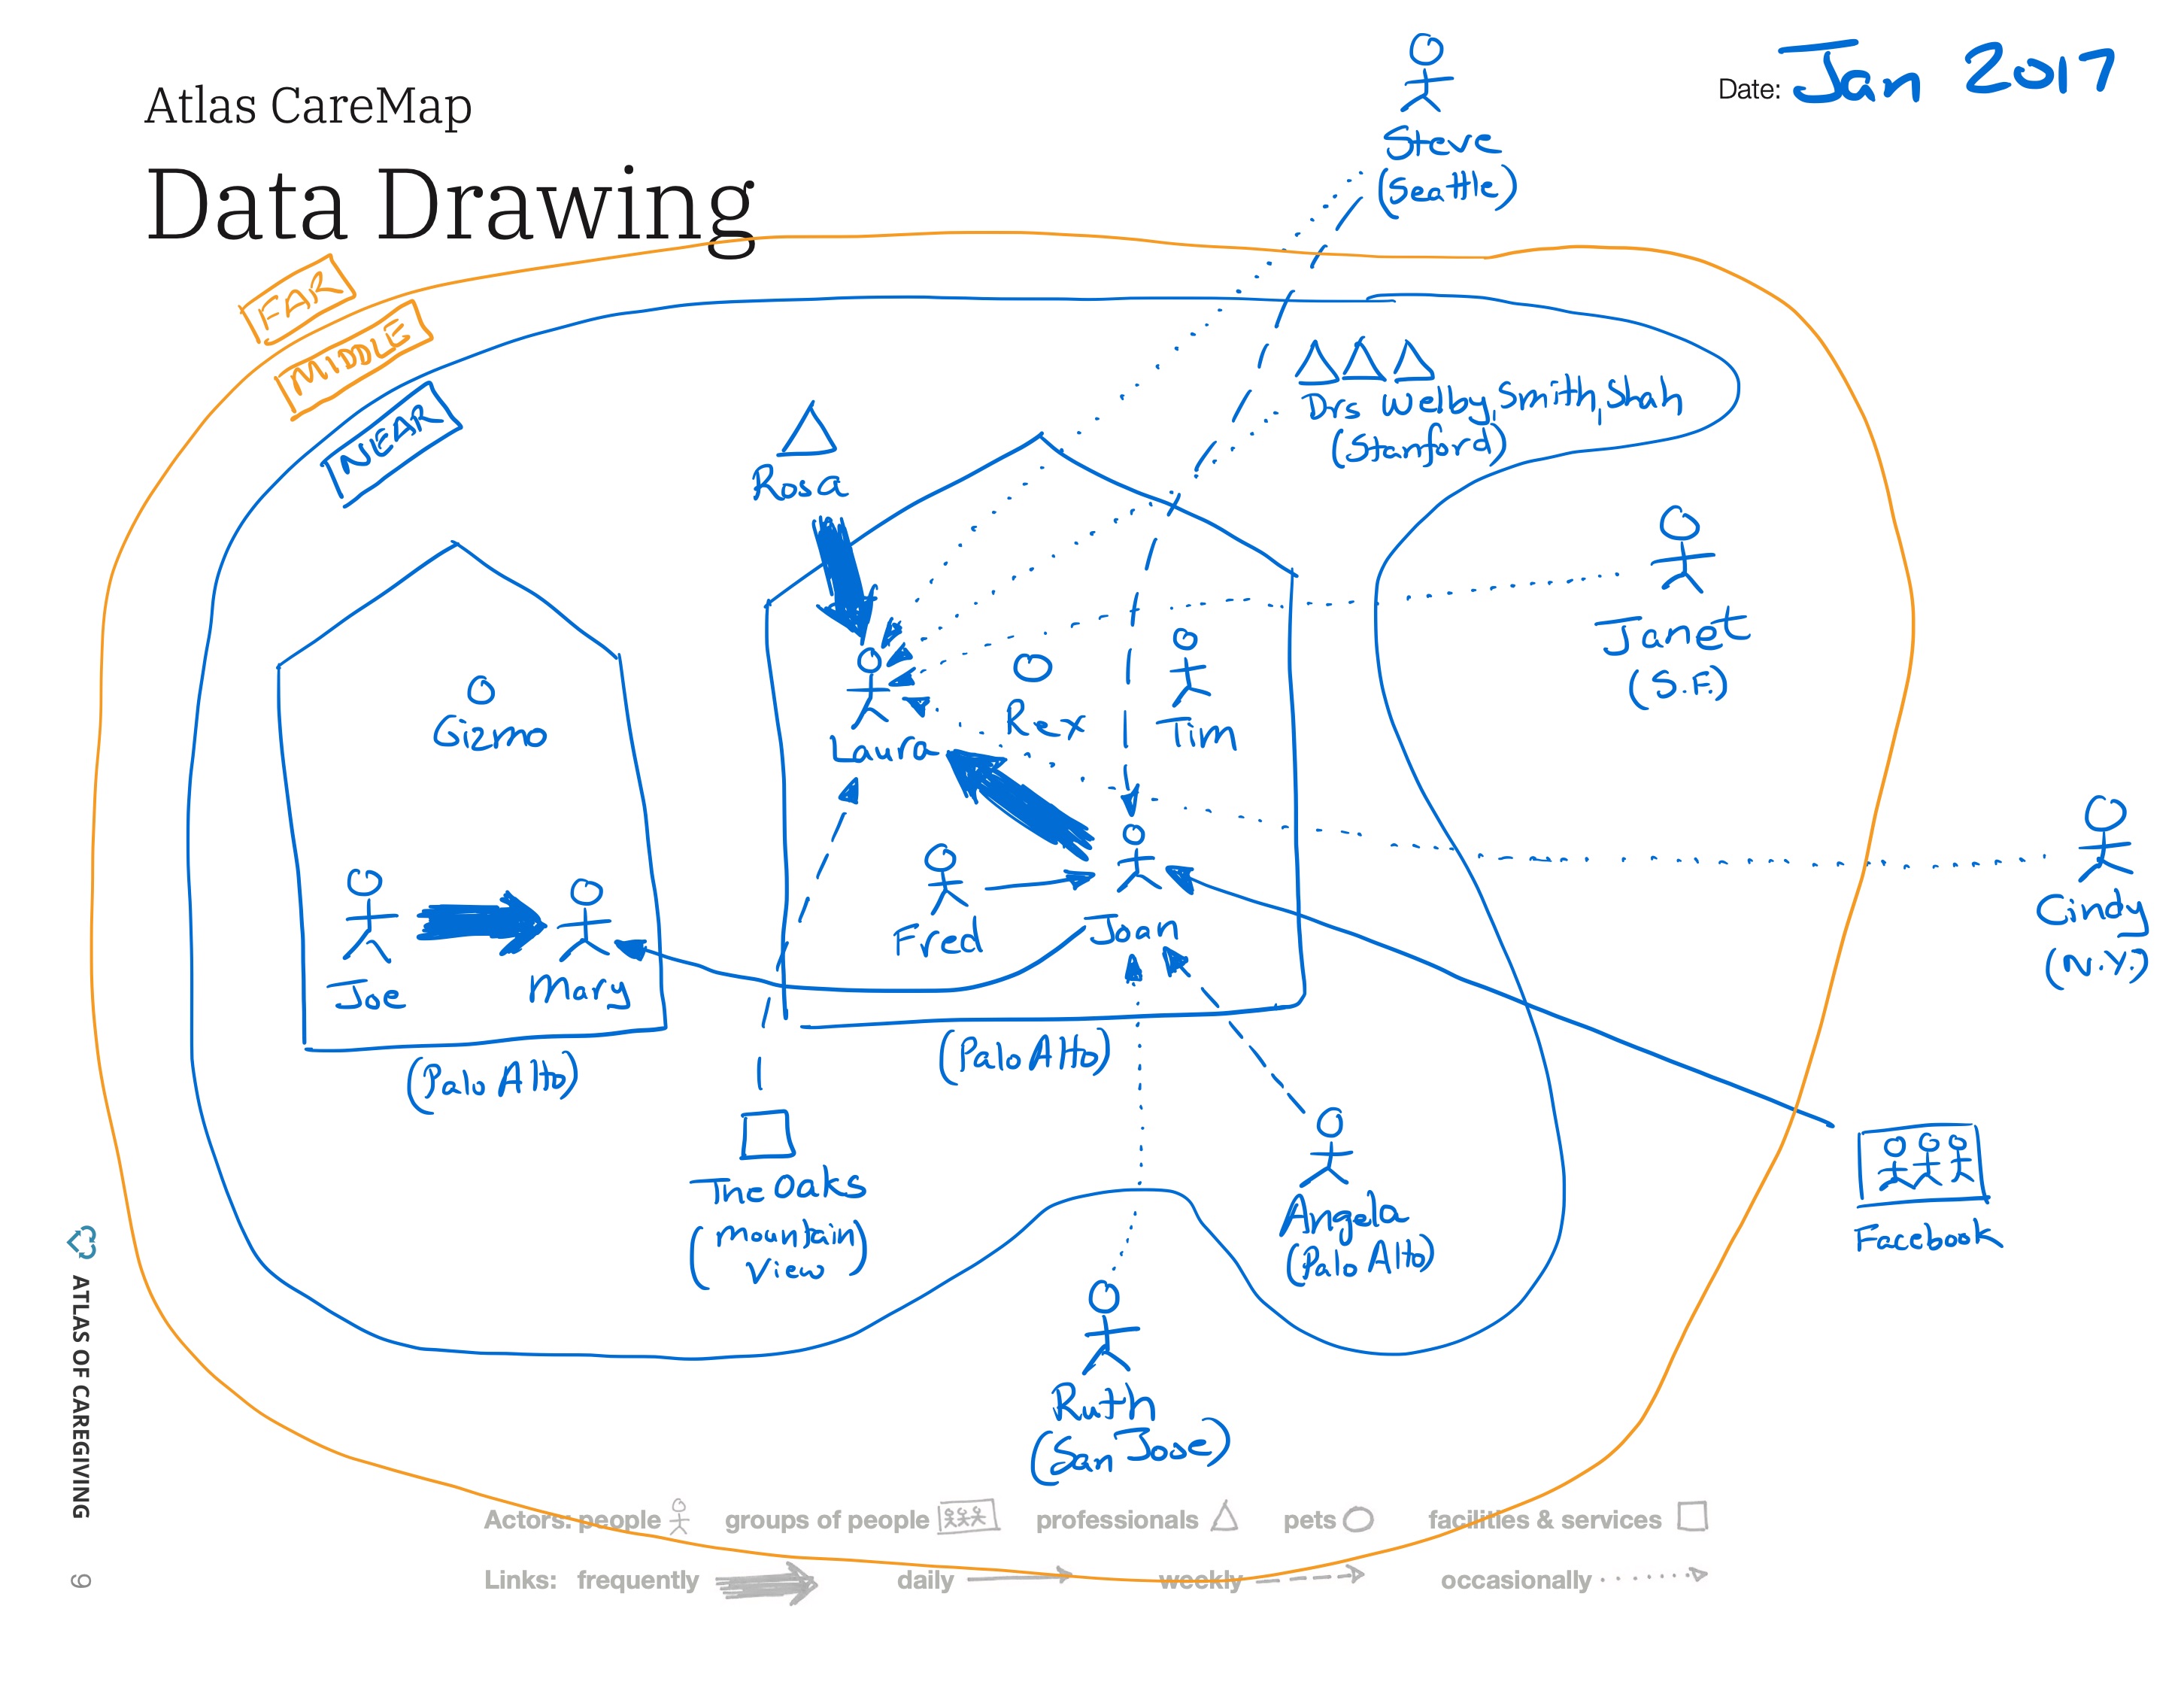 Atlas CareMap
Data Drawing
Date: Jan 2017
Steve
(Seattle)
FAR
MIDDLE
NEAR
Drs Welby, Smith, Shah
(Stanford)
Rosa
Janet
(S.F.)
Gizmo
Laura
Rex
Tim
Cindy
(N.Y.)
Joe
Mary
Fred
Joan
(Palo Alto)
(Palo Alto)
The Oaks
(Mountain
View)
Angela
(Palo Alto)
Facebook
Ruth
(San Jose)
Actors: people groups of people professionals pets facilities & services
Links: frequently daily weekly occasionally
ATLAS OF CAREGIVING
9